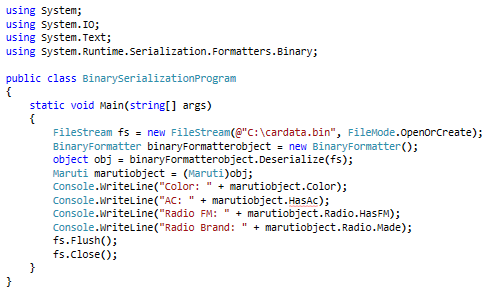 using System;
using System.IO;
using System.Text;
using System.Runtime.Serialization.Formatters.Binary;
public class BinarySerializationProgram
{
static void Main(string[] args)
{
FileStream fs = new FileStream(@"C:\cardata.bin", FileMode.OpenOrCreate);
BinaryFormatter binaryFormatterobject = new BinaryFormatter();
object obj = binaryFormatterobject.Deserialize(fs);
Maruti marutiobject = (Maruti)obj;
Console.WriteLine("Color: " + marutiobject.Color);
Console.WriteLine("AC: " + marutiobject.HasAc);
Console.WriteLine("Radio FM: " + marutiobject.Radio.HasFM);
Console.WriteLine("Radio Brand: " + marutiobject.Radio.Made);
fs.Flush();
fs.Close();
}
}